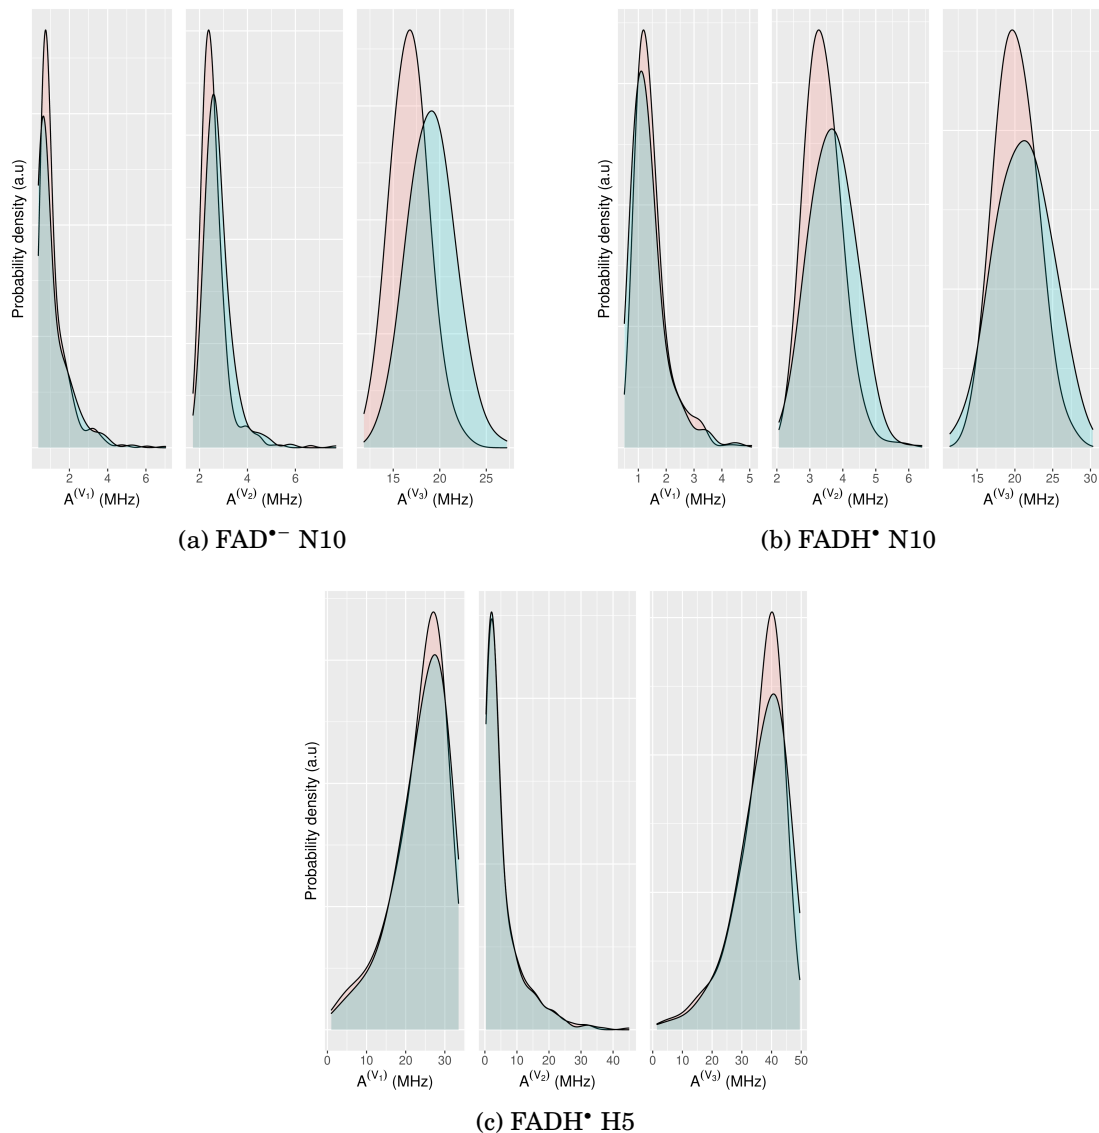 Probability density (a.u)
2 4 6
2 4 6
15 20 25
A(V₁) (MHz)
A(V₂) (MHz)
A(V₃) (MHz)
(a) FAD•− N10
Probability density (a.u)
1 2 3 4 5
2 3 4 5 6
15 20 25 30
A(V₁) (MHz)
A(V₂) (MHz)
A(V₃) (MHz)
(b) FADH• N10
Probability density (a.u)
0 10 20 30
0 10 20 30 40
0 10 20 30 40 50
A(V₁) (MHz)
A(V₂) (MHz)
A(V₃) (MHz)
(c) FADH• H5